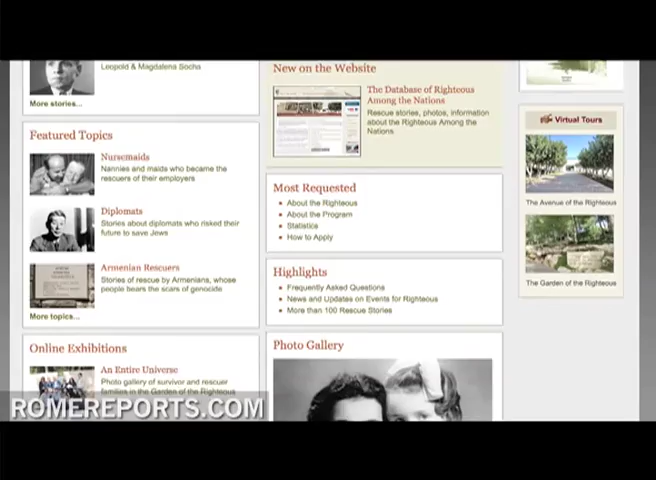 Leopold & Magdalena Socha
More stories...
Featured Topics
Nursemaids
Nannies and maids who became the
rescuers of their employers
Diplomats
Stories about diplomats who risked their
future to save Jews
Armenian Rescuers
Stories of rescue by Armenians, whose
people bears the scars of genocide
More topics...
Online Exhibitions
An Entire Universe
Photo gallery of survivor and rescuer
families in the Garden of the Righteous
New on the Website
The Database of Righteous
Among the Nations
Rescue stories, photos, information
about the Righteous Among the
Nations
Most Requested
About the Righteous
About the Program
Statistics
How to Apply
Highlights
Frequently Asked Questions
News and Updates on Events for Righteous
More than 100 Rescue Stories
Photo Gallery
Virtual Tours
The Avenue of the Righteous
The Garden of the Righteous
ROMEREPORTS.COM